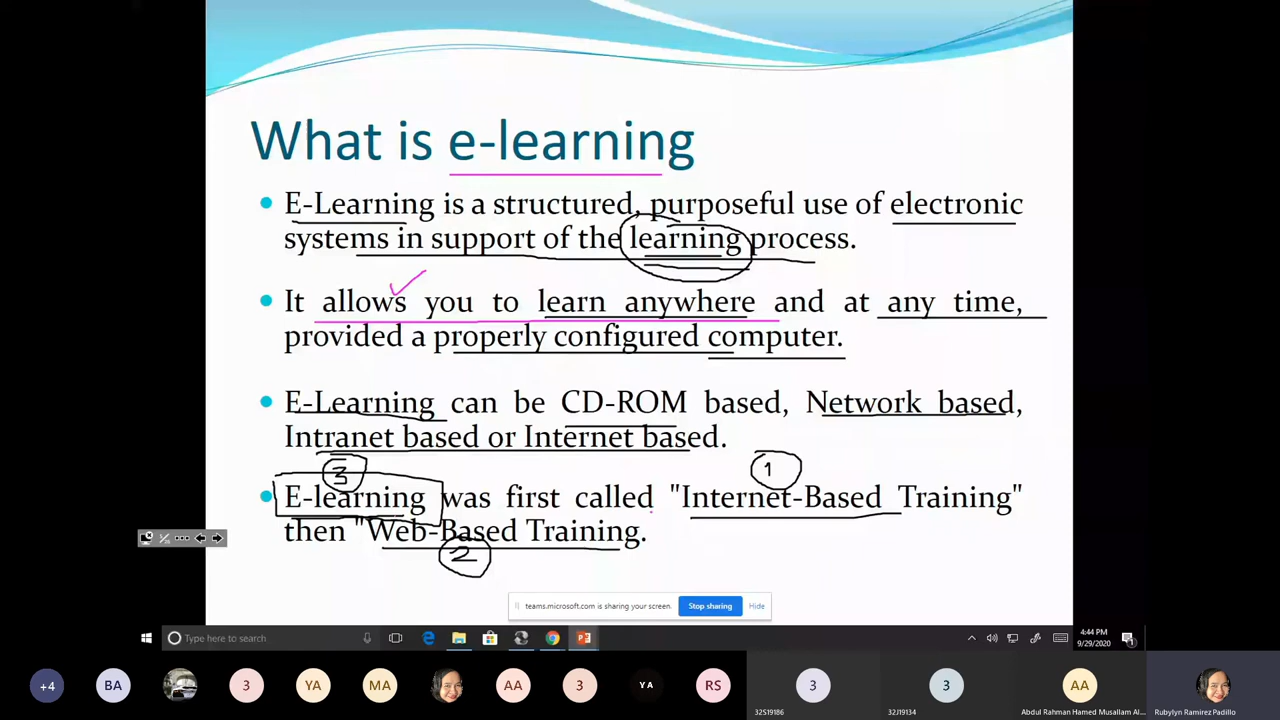 What is e-learning
E-Learning is a structured, purposeful use of electronic
systems in support of the learning process.
It allows you to learn anywhere and at any time,
provided a properly configured computer.
E-Learning can be CD-ROM based, Network based,
Intranet based or Internet based.
3
1
E-learning was first called "Internet-Based Training"
then "Web-Based Training.
2
teams.microsoft.com is sharing your screen.
Stop sharing
Hide
Type here to search
4:44 PM
9/29/2020
+4
BA
3
YA
MA
AA
3
YA
RS
3
3
AA
32S19186
32J19134
Abdul Rahman Hamed Musallam Al...
Rubylyn Ramirez Padillo